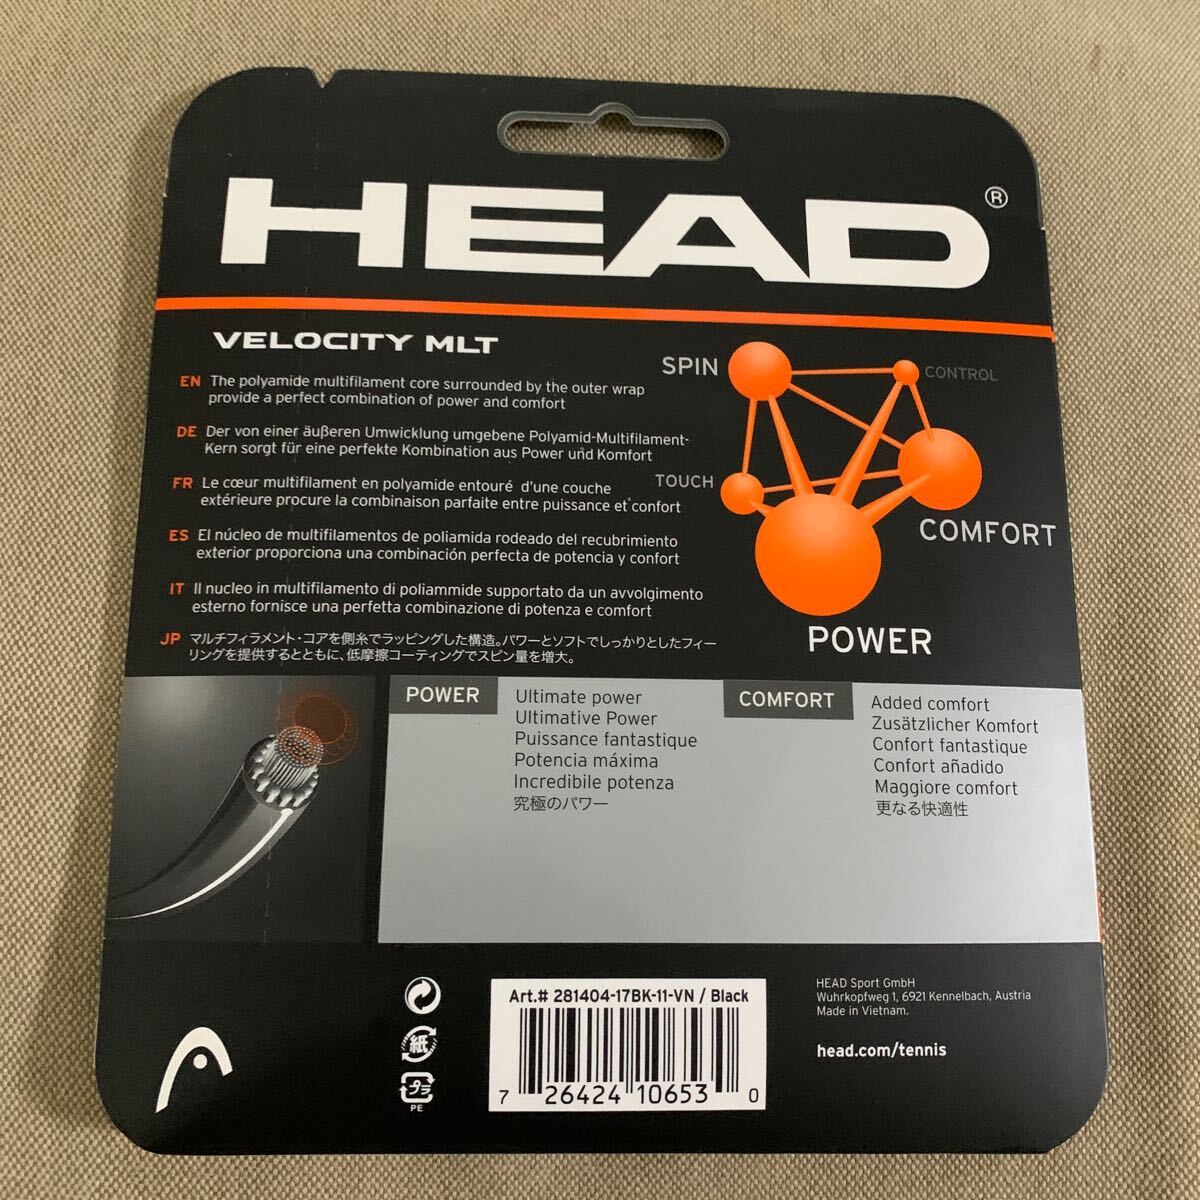 HEAD®
VELOCITY MLT
EN The polyamide multifilament core surrounded by the outer wrap
provide a perfect combination of power and comfort
DE Der von einer äußeren Umwicklung umgebene Polyamid-Multifilament-
Kern sorgt für eine perfekte Kombination aus Power und Komfort
FR Le cœur multifilament en polyamide entouré d'une couche
extérieure procure la combinaison parfaite entre puissance et confort
ES El núcleo de multifilamentos de poliamida rodeado del recubrimiento
exterior proporciona una combinación perfecta de potencia y confort
IT Il nucleo in multifilamento di poliammide supportato da un avvolgimento
esterno fornisce una perfetta combinazione di potenza e comfort
JP マルチフィラメント・コアを側糸でラッピングした構造。パワーとソフトでしっかりとしたフィー
リングを提供するとともに、低摩擦コーティングでスピン量を増大。
SPIN
CONTROL
TOUCH
COMFORT
POWER
POWER
Ultimate power
Ultimative Power
Puissance fantastique
Potencia máxima
Incredibile potenza
究極のパワー
COMFORT
Added comfort
Zusätzlicher Komfort
Confort fantastique
Confort añadido
Maggiore comfort
更なる快適性
紙
プラ
PE
Art.# 281404-17BK-11-VN / Black
7 26424 10653 0
HEAD Sport GmbH
Wuhrkopfweg 1, 6921 Kennelbach, Austria
Made in Vietnam.
head.com/tennis